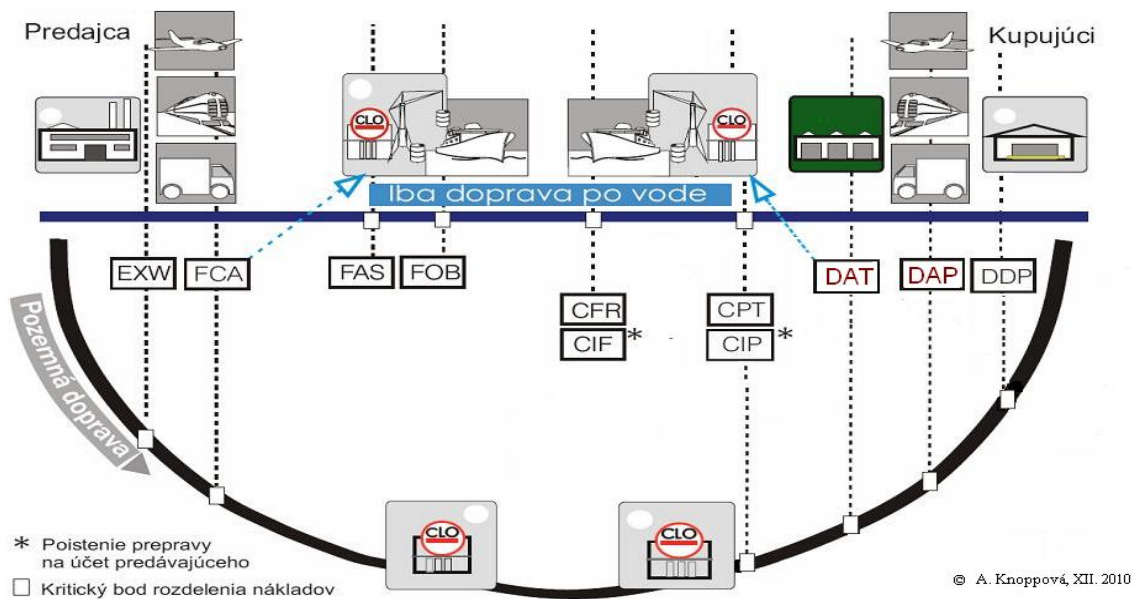 Predajca
Kupujúci
CLO
CLO
Iba doprava po vode
EXW
FCA
FAS
FOB
DAT
DAP
DDP
CFR
CPT
CIF *
CIP *
Pozemná doprava
CLO
CLO
* Poistenie prepravy
na účet predávajúceho
Kritický bod rozdelenia nákladov
© A. Knoppová, XII. 2010